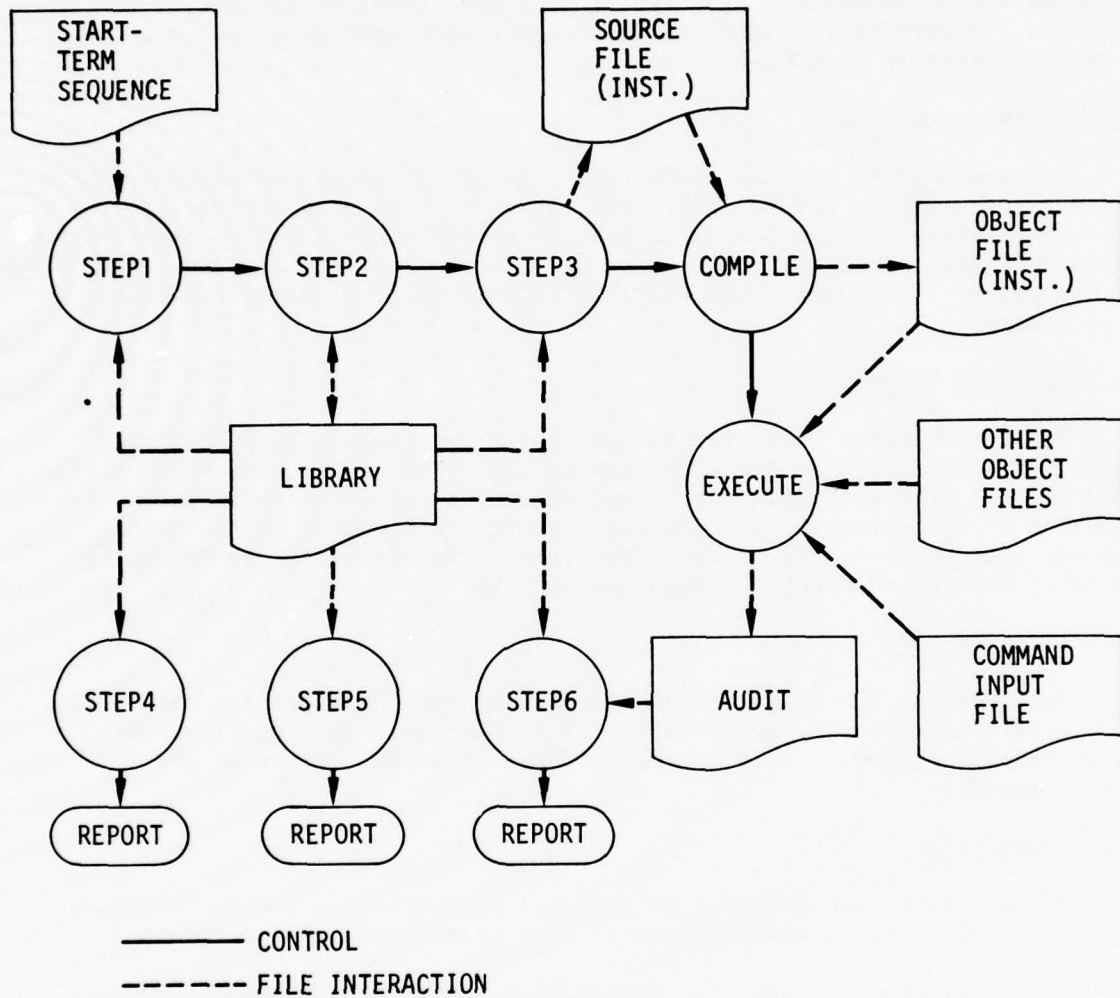 START-
TERM
SEQUENCE
SOURCE
FILE
(INST.)
STEP1
STEP2
STEP3
COMPILE
OBJECT
FILE
(INST.)
LIBRARY
EXECUTE
OTHER
OBJECT
FILES
STEP4
STEP5
STEP6
AUDIT
COMMAND
INPUT
FILE
REPORT
REPORT
REPORT
CONTROL
FILE INTERACTION